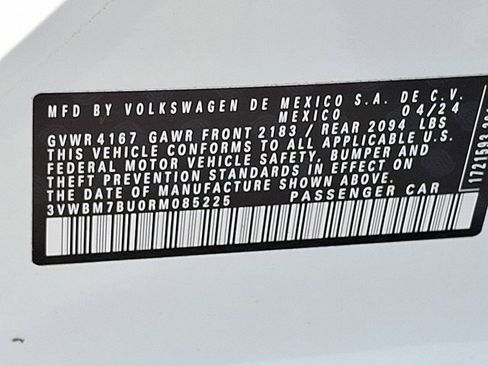 MFD BY VOLKSWAGEN DE MEXICO S.A. DE C.V.
MEXICO 04/24
GVWR 4167 GAWR FRONT 2183 / REAR 2094 LBS
THIS VEHICLE CONFORMS TO ALL APPLICABLE U.S.
FEDERAL MOTOR VEHICLE SAFETY, BUMPER AND
THEFT PREVENTION STANDARDS IN EFFECT ON
THE DATE OF MANUFACTURE SHOWN ABOVE.
3VWBM7BU0RM085225 PASSENGER CAR